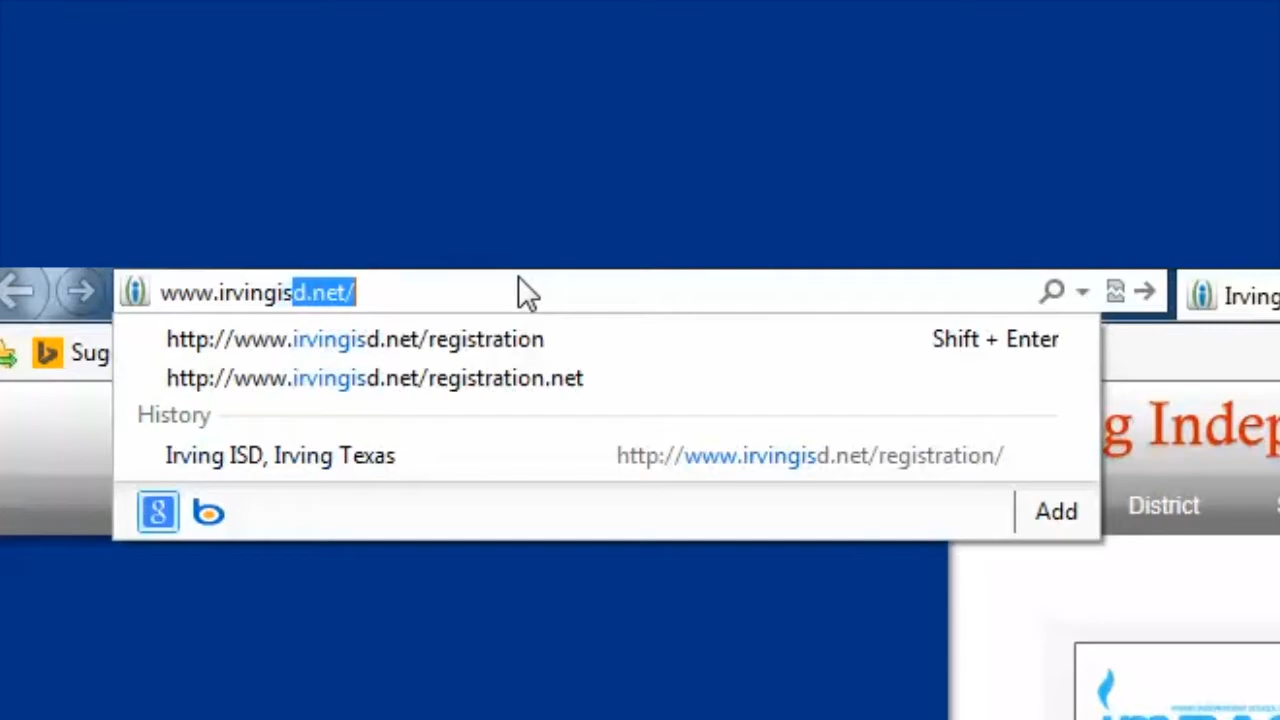 www.irvingisd.net/
Irving
Sug
http://www.irvingisd.net/registration Shift + Enter
http://www.irvingisd.net/registration.net
History
Irving ISD, Irving Texas http://www.irvingisd.net/registration/
g Indep
District
Add